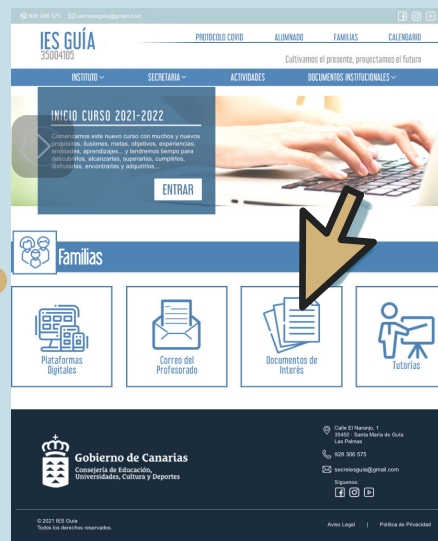 928 306 575 secreiesguia@gmail.com
IES GUÍA
35004105
PROTOCOLO COVID ALUMNADO FAMILIAS CALENDARIO
Cultivamos el presente, proyectamos el futuro
INSTITUTO SECRETARIA ACTIVIDADES DOCUMENTOS INSTITUCIONALES
INICIO CURSO 2021-2022
Comenzamos este nuevo curso con muchos y nuevos
propósitos, ilusiones, metas, objetivos, experiencias,
amistades, aprendizajes... y tendremos tiempo para
descubrirlos, alcanzarlas, superarlas, cumplirlos,
disfrutarlas, encontrarlas y adquirirlos...
ENTRAR
Familias
Plataformas
Digitales
Correo del
Profesorado
Documentos de
Interés
Tutorías
Gobierno de Canarias
Consejería de Educación,
Universidades, Cultura y Deportes
Calle El Naranjo, 1
35450 - Santa María de Guía
Las Palmas
928 306 575
secreiesguia@gmail.com
Síguenos:
© 2021 IES Guía
Todos los derechos reservados.
Aviso Legal | Política de Privacidad